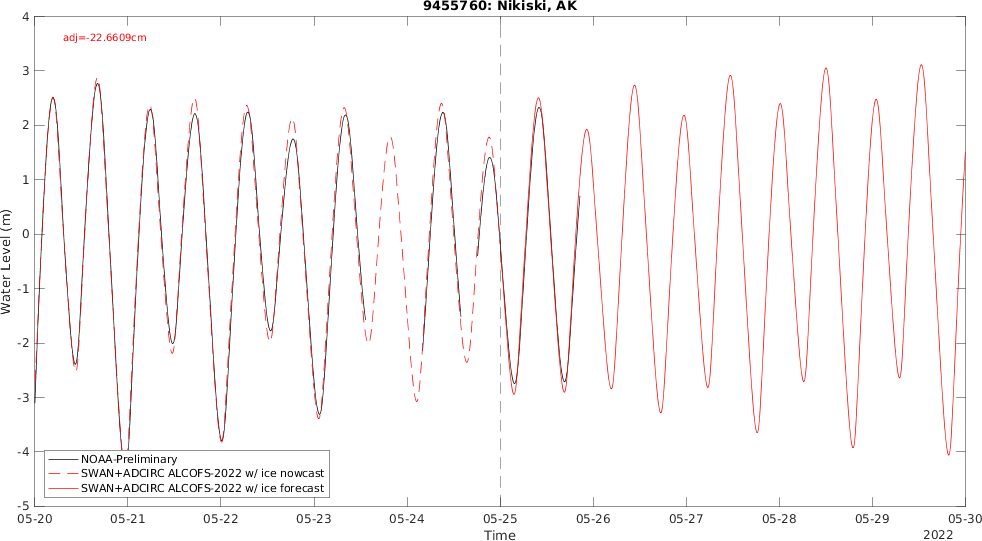 9455760: Nikiski, AK
adj=-22.6609cm
4
3
2
1
0
-1
-2
-3
-4
-5
Water Level (m)
NOAA-Preliminary
SWAN+ADCIRC ALCOFS-2022 w/ ice nowcast
SWAN+ADCIRC ALCOFS-2022 w/ ice forecast
05-20 05-21 05-22 05-23 05-24 05-25 05-26 05-27 05-28 05-29 05-30
Time
2022